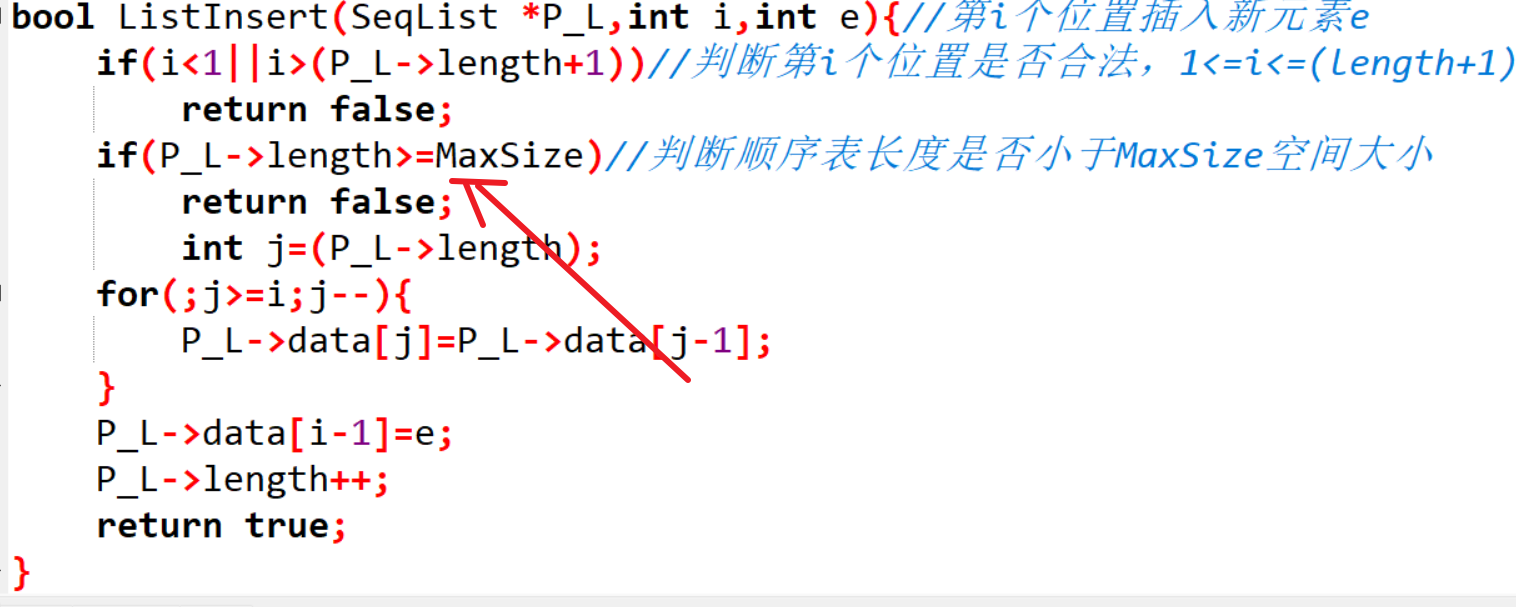 bool ListInsert(SeqList *P_L,int i,int e){//第i个位置插入新元素e
if(i<1||i>(P_L->length+1))//判断第i个位置是否合法，1<=i<=(length+1)
return false;
if(P_L->length>=MaxSize)//判断顺序表长度是否小于MaxSize空间大小
return false;
int j=(P_L->length);
for(;j>=i;j--){
P_L->data[j]=P_L->data[j-1];
}
P_L->data[i-1]=e;
P_L->length++;
return true;
}